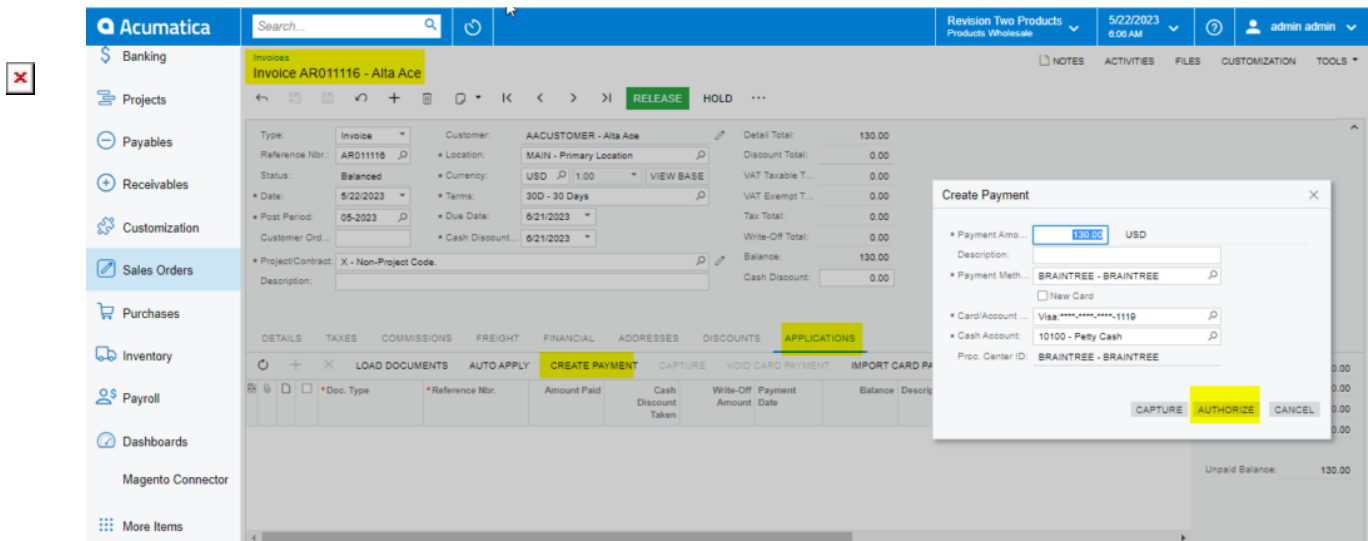 Acumatica
Search...
Revision Two Products
Products Wholesale
5/22/2023
6:06 AM
admin admin
Banking
Projects
Payables
Receivables
Customization
Sales Orders
Purchases
Inventory
Payroll
Dashboards
Magento Connector
More Items
Invoices
Invoice AR011116 - Alta Ace
NOTES ACTIVITIES FILES CUSTOMIZATION TOOLS
RELEASE HOLD
Type: Invoice Customer: AACUSTOMER - Alta Ace Detail Total: 130.00
Reference Nbr.: AR011116 * Location: MAIN - Primary Location Discount Total: 0.00
Status: Balanced * Currency: USD 1.00 VIEW BASE VAT Taxable T... 0.00
* Date: 5/22/2023 * Terms: 30D - 30 Days VAT Exempt T... 0.00
* Post Period: 05-2023 * Due Date: 6/21/2023 Tax Total: 0.00
Customer Ord... * Cash Discount... 6/21/2023 Write-Off Total: 0.00
* Project/Contract: X - Non-Project Code. Balance: 130.00
Description: Cash Discount: 0.00
DETAILS TAXES COMMISSIONS FREIGHT FINANCIAL ADDRESSES DISCOUNTS APPLICATIONS
LOAD DOCUMENTS AUTO APPLY CREATE PAYMENT CAPTURE VOID CARD PAYMENT IMPORT CARD PA
* Doc. Type * Reference Nbr. Amount Paid Cash Discount Taken Write-Off Amount Payment Date Balance Descrip
Create Payment
* Payment Amo... 130.00 USD
Description:
* Payment Meth... BRAINTREE - BRAINTREE
New Card
* Card/Account ... Visa:****-****-****-1119
* Cash Account: 10100 - Petty Cash
Proc. Center ID: BRAINTREE - BRAINTREE
CAPTURE AUTHORIZE CANCEL
0.00
0.00
0.00
0.00
Unpaid Balance: 130.00